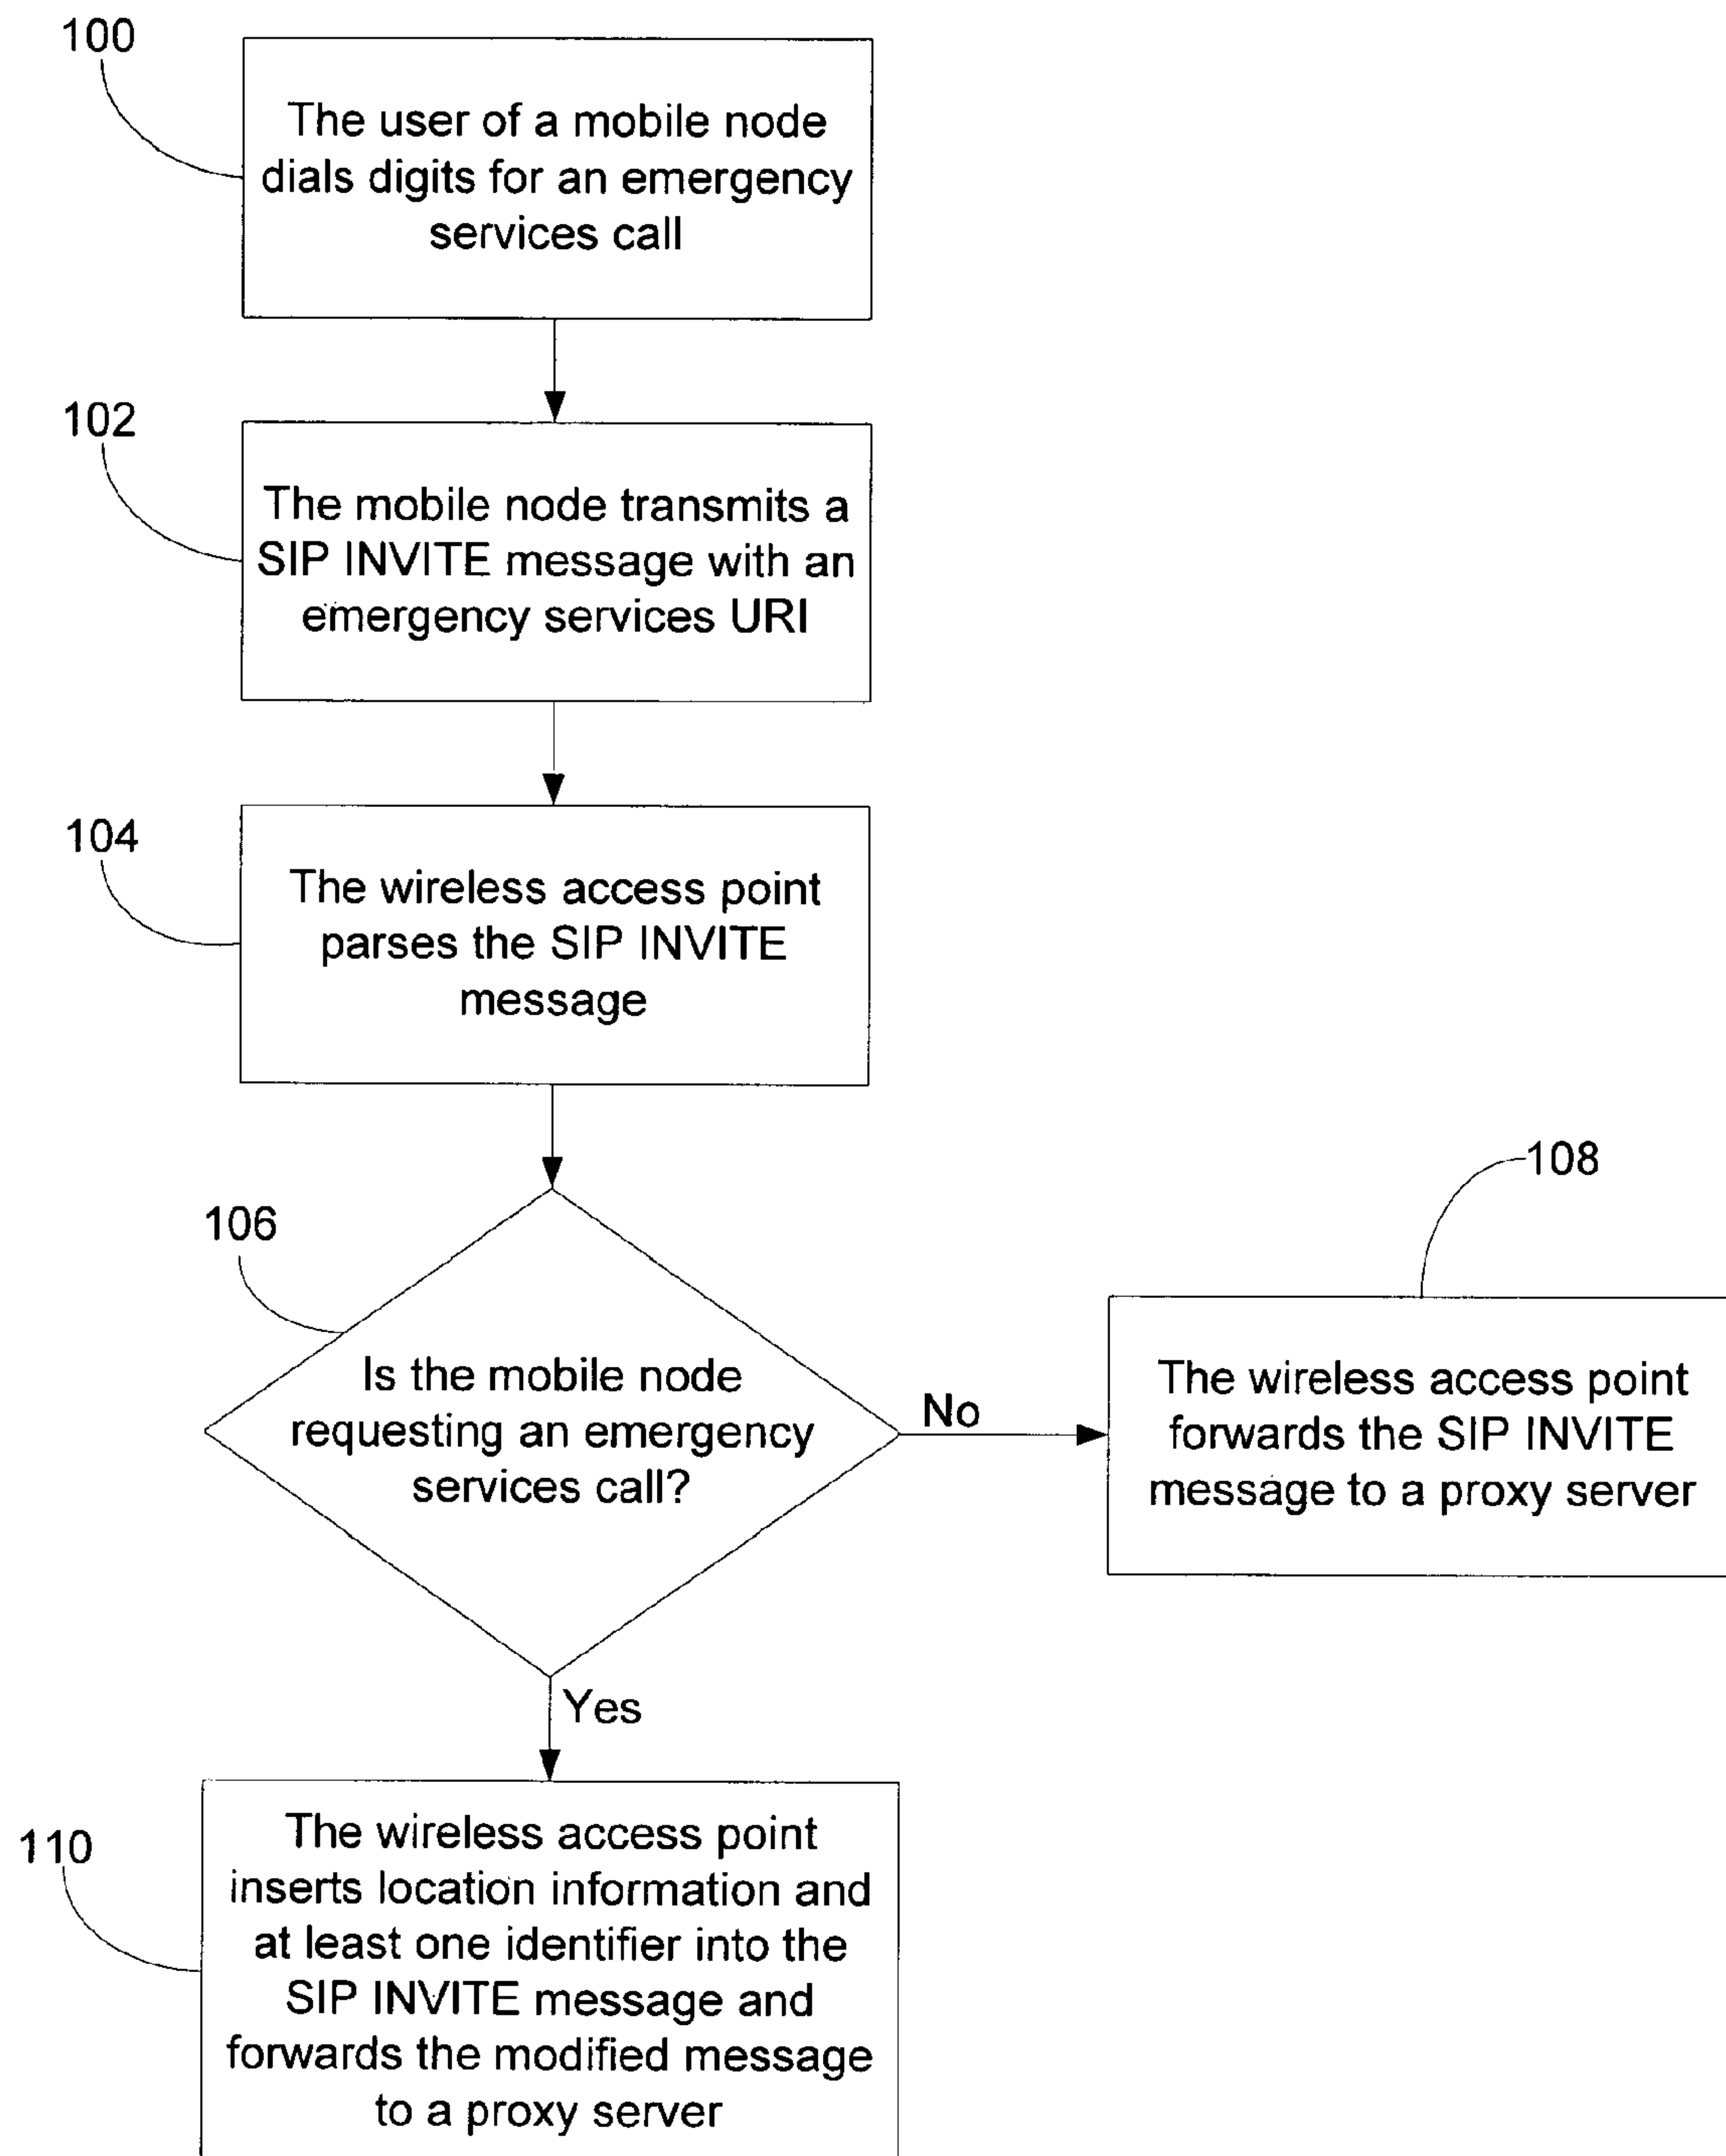 100
The user of a mobile node
dials digits for an emergency
services call
102
The mobile node transmits a
SIP INVITE message with an
emergency services URI
104
The wireless access point
parses the SIP INVITE
message
106
Is the mobile node
requesting an emergency
services call?
No
108
The wireless access point
forwards the SIP INVITE
message to a proxy server
Yes
110
The wireless access point
inserts location information and
at least one identifier into the
SIP INVITE message and
forwards the modified message
to a proxy server